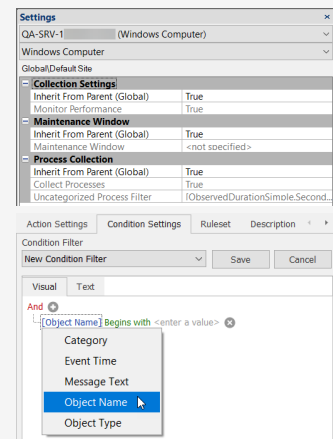 Settings ×
QA-SRV-1 (Windows Computer)
Windows Computer
Global\Default Site
Collection Settings
Inherit From Parent (Global) True
Monitor Performance True
Maintenance Window
Inherit From Parent (Global) True
Maintenance Window <not specified>
Process Collection
Inherit From Parent (Global) True
Collect Processes True
Uncategorized Process Filter [ObservedDurationSimple.Second...
Action Settings Condition Settings Ruleset Description
Condition Filter
New Condition Filter Save Cancel
Visual Text
And
[Object Name] Begins with <enter a value>
Category
Event Time
Message Text
Object Name
Object Type